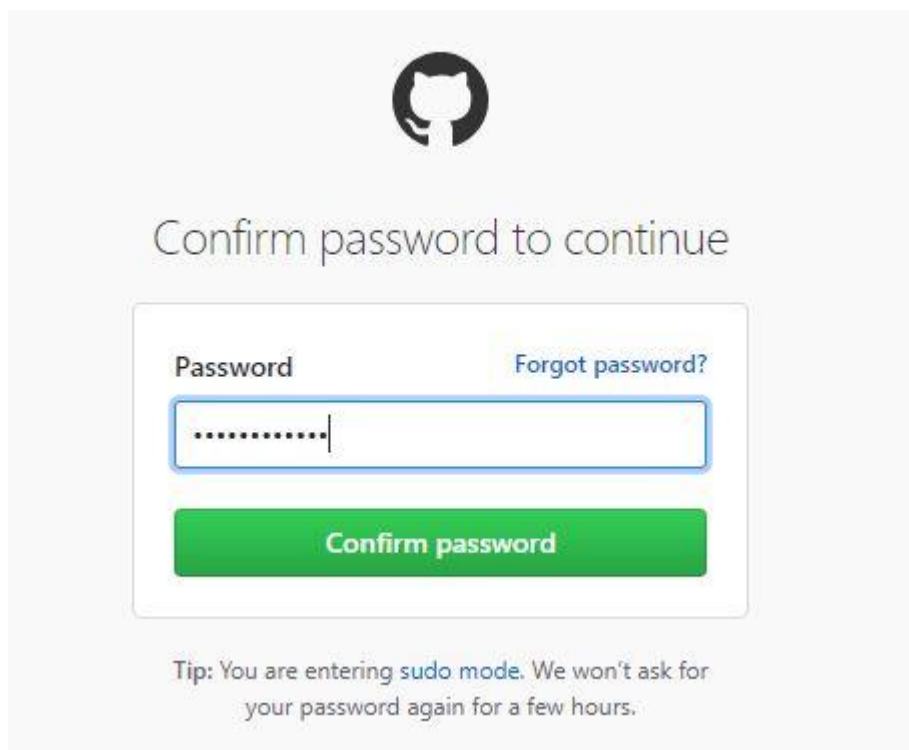 Confirm password to continue
Password
Forgot password?
••••••••••••
Confirm password
Tip: You are entering sudo mode. We won't ask for
your password again for a few hours.